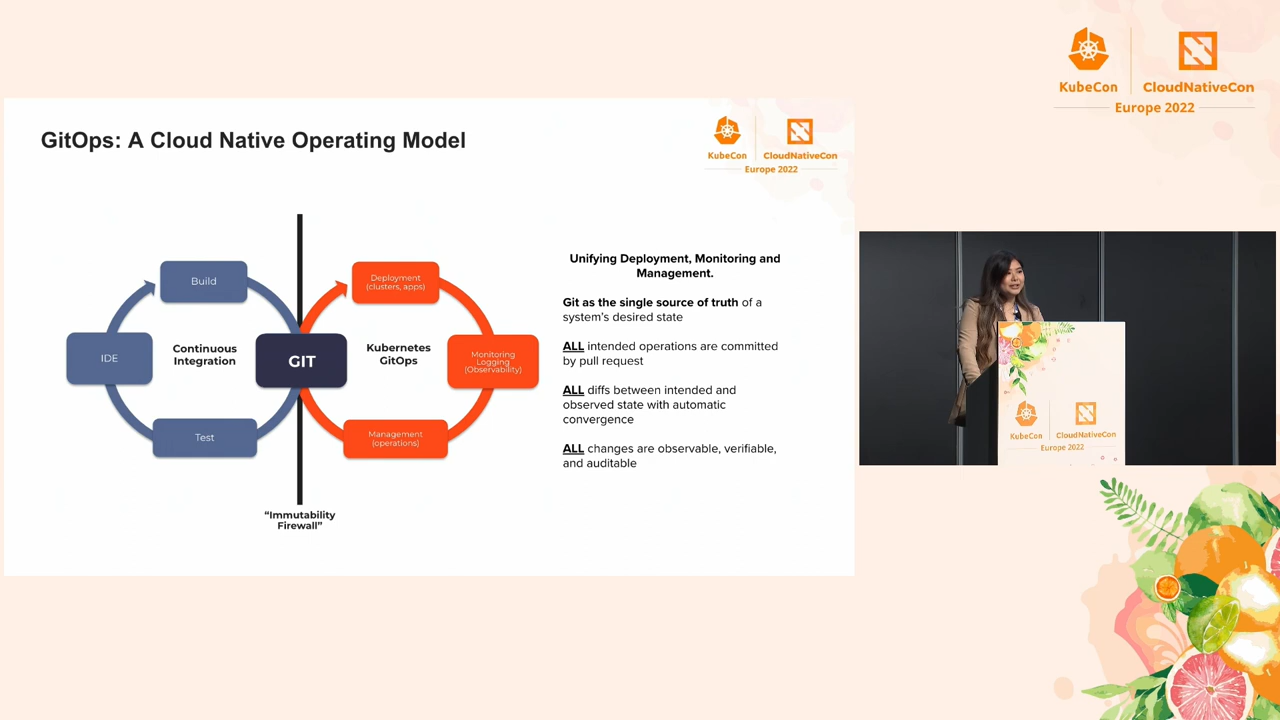 KubeCon
CloudNativeCon
Europe 2022
GitOps: A Cloud Native Operating Model
KubeCon
CloudNativeCon
Europe 2022
Build
IDE
Continuous
Integration
Test
GIT
Deployment
(clusters, apps)
Kubernetes
GitOps
Monitoring
Logging
(Observability)
Management
(operations)
“Immutability
Firewall”
Unifying Deployment, Monitoring and
Management.
Git as the single source of truth of a
system’s desired state
ALL intended operations are committed
by pull request
ALL diffs between intended and
observed state with automatic
convergence
ALL changes are observable, verifiable,
and auditable
KubeCon
CloudNativeCon
Europe 2022